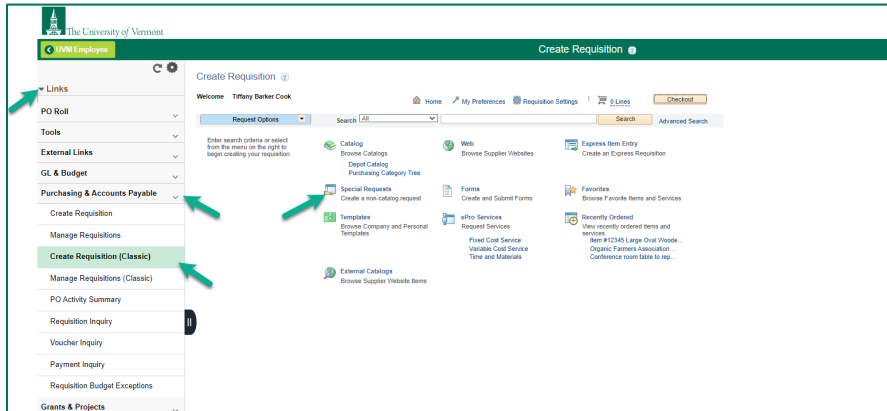 The University of Vermont
UVM Employee
Create Requisition
Links
PO Roll
Tools
External Links
GL & Budget
Purchasing & Accounts Payable
Create Requisition
Manage Requisitions
Create Requisition (Classic)
Manage Requisitions (Classic)
PO Activity Summary
Requisition Inquiry
Voucher Inquiry
Payment Inquiry
Requisition Budget Exceptions
Grants & Projects
Create Requisition
Welcome Tiffany Barker Cook
Home My Preferences Requisition Settings 0 Lines Checkout
Request Options Search All Search Advanced Search
Enter search criteria or select
from the menu on the right to
begin creating your requisition.
Catalog
Browse Catalogs
Depot Catalog
Purchasing Category Tree
Web
Browse Supplier Websites
Express Item Entry
Create an Express Requisition
Special Requests
Create a non-catalog request
Forms
Create and Submit Forms
Favorites
Browse Favorite Items and Services
Templates
Browse Company and Personal
Templates
ePro Services
Request Services
Fixed Cost Service
Variable Cost Service
Time and Materials
Recently Ordered
View recently ordered items and
services
Item #12345 Large Oval Woode...
Organic Farmers Association ...
Conference room table to rep...
External Catalogs
Browse Supplier Website Items